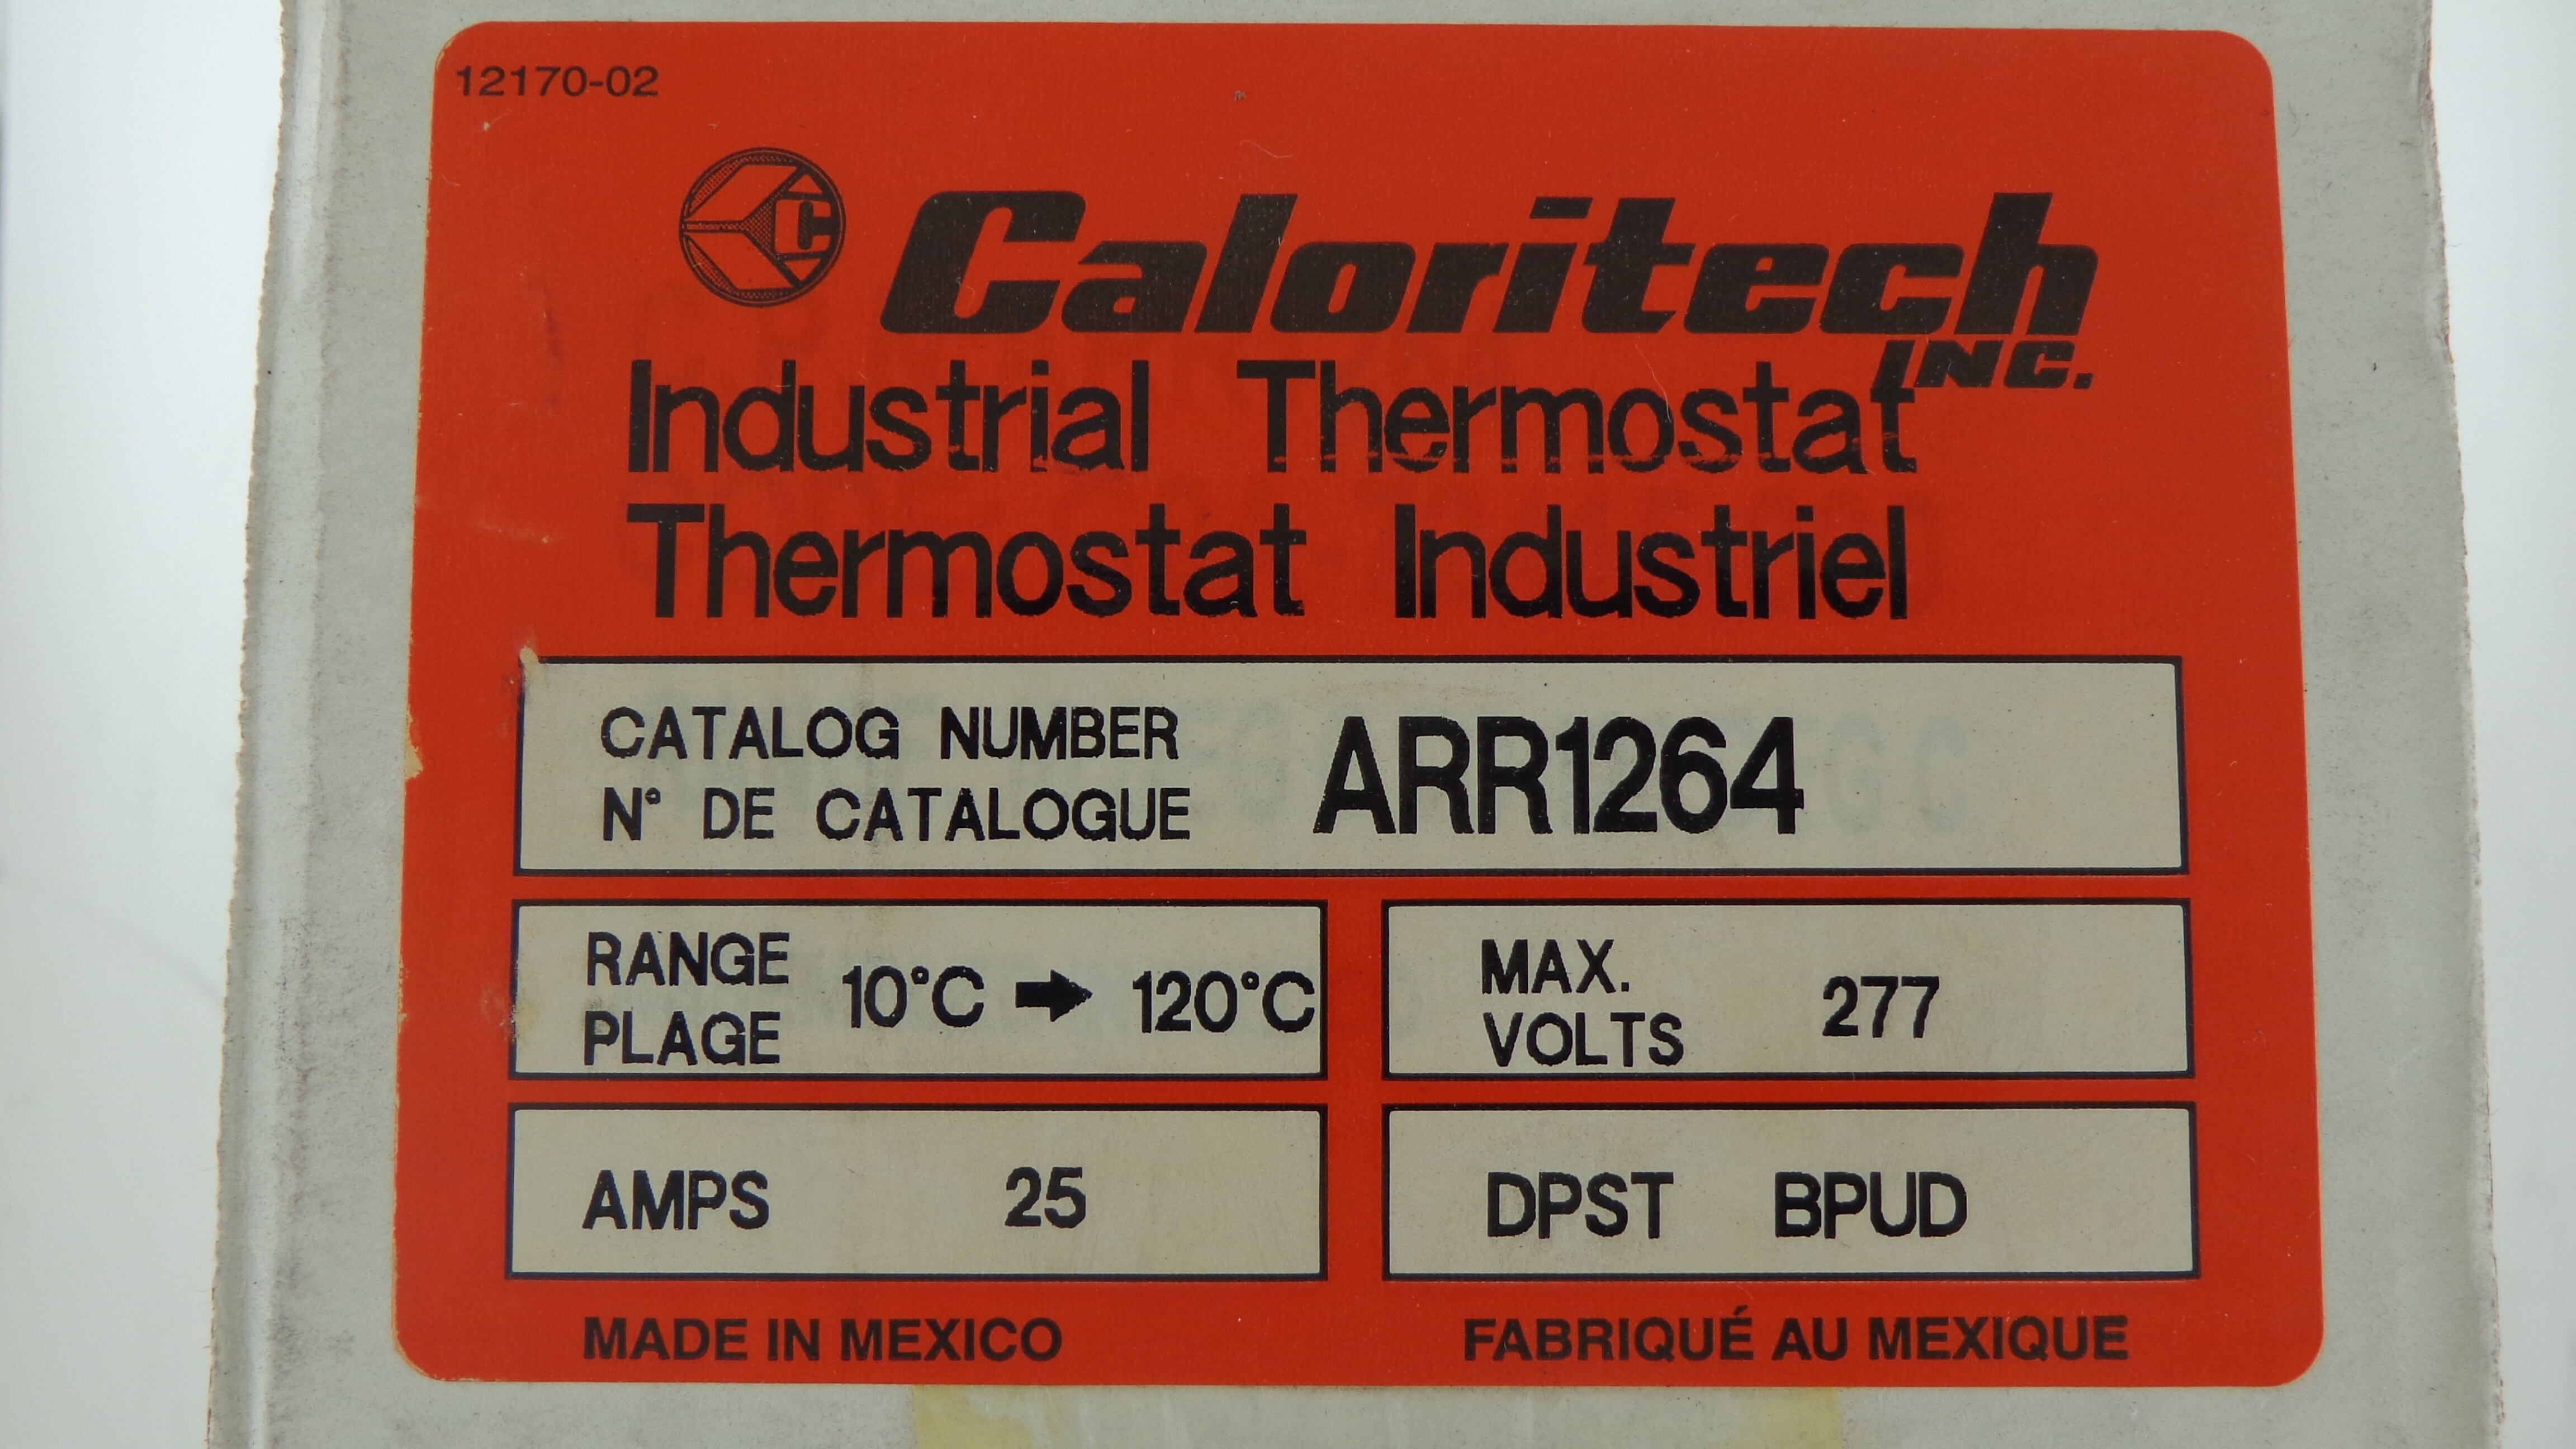 12170-02
C Caloritech
INC.
Industrial Thermostat
Thermostat Industriel
CATALOG NUMBER
N° DE CATALOGUE
ARR1264
RANGE
PLAGE
10°C ➡ 120°C
MAX.
VOLTS
277
AMPS 25
DPST BPUD
MADE IN MEXICO
FABRIQUÉ AU MEXIQUE